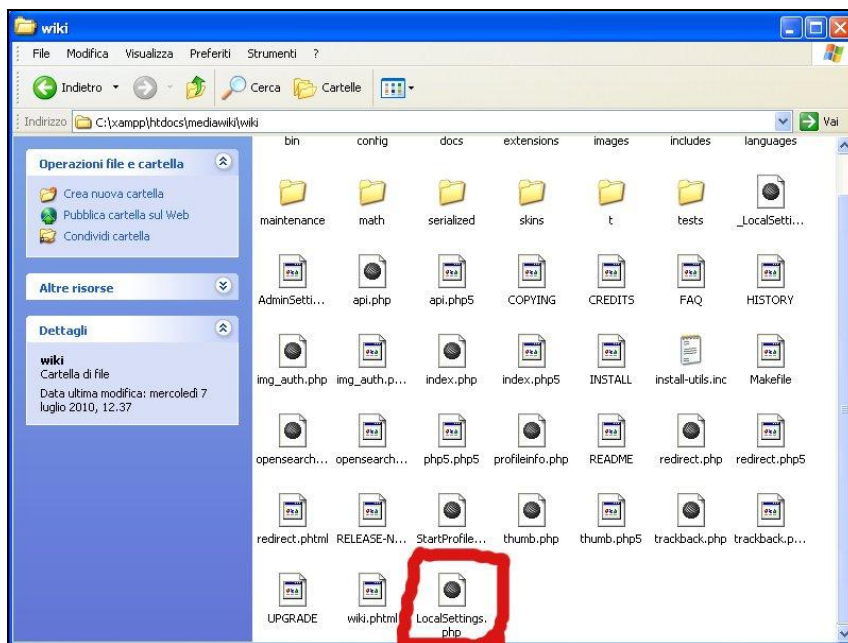 wiki
File Modifica Visualizza Preferiti Strumenti ?
Indietro Cerca Cartelle
Indirizzo C:\xampp\htdocs\mediawiki\wiki Vai
Operazioni file e cartella
Crea nuova cartella
Pubblica cartella sul Web
Condividi cartella
Altre risorse
Dettagli
wiki
Cartella di file
Data ultima modifica: mercoledì 7
luglio 2010, 12.37
bin config docs extensions images includes languages
maintenance math serialized skins t tests _LocalSetti...
AdminSetti... api.php api.php5 COPYING CREDITS FAQ HISTORY
img_auth.php img_auth.p... index.php index.php5 INSTALL install-utils.inc Makefile
opensearch... opensearch... php5.php5 profileinfo.php README redirect.php redirect.php5
redirect.phtml RELEASE-N... StartProfile... thumb.php thumb.php5 trackback.php trackback.p...
UPGRADE wiki.phtml LocalSettings.
php